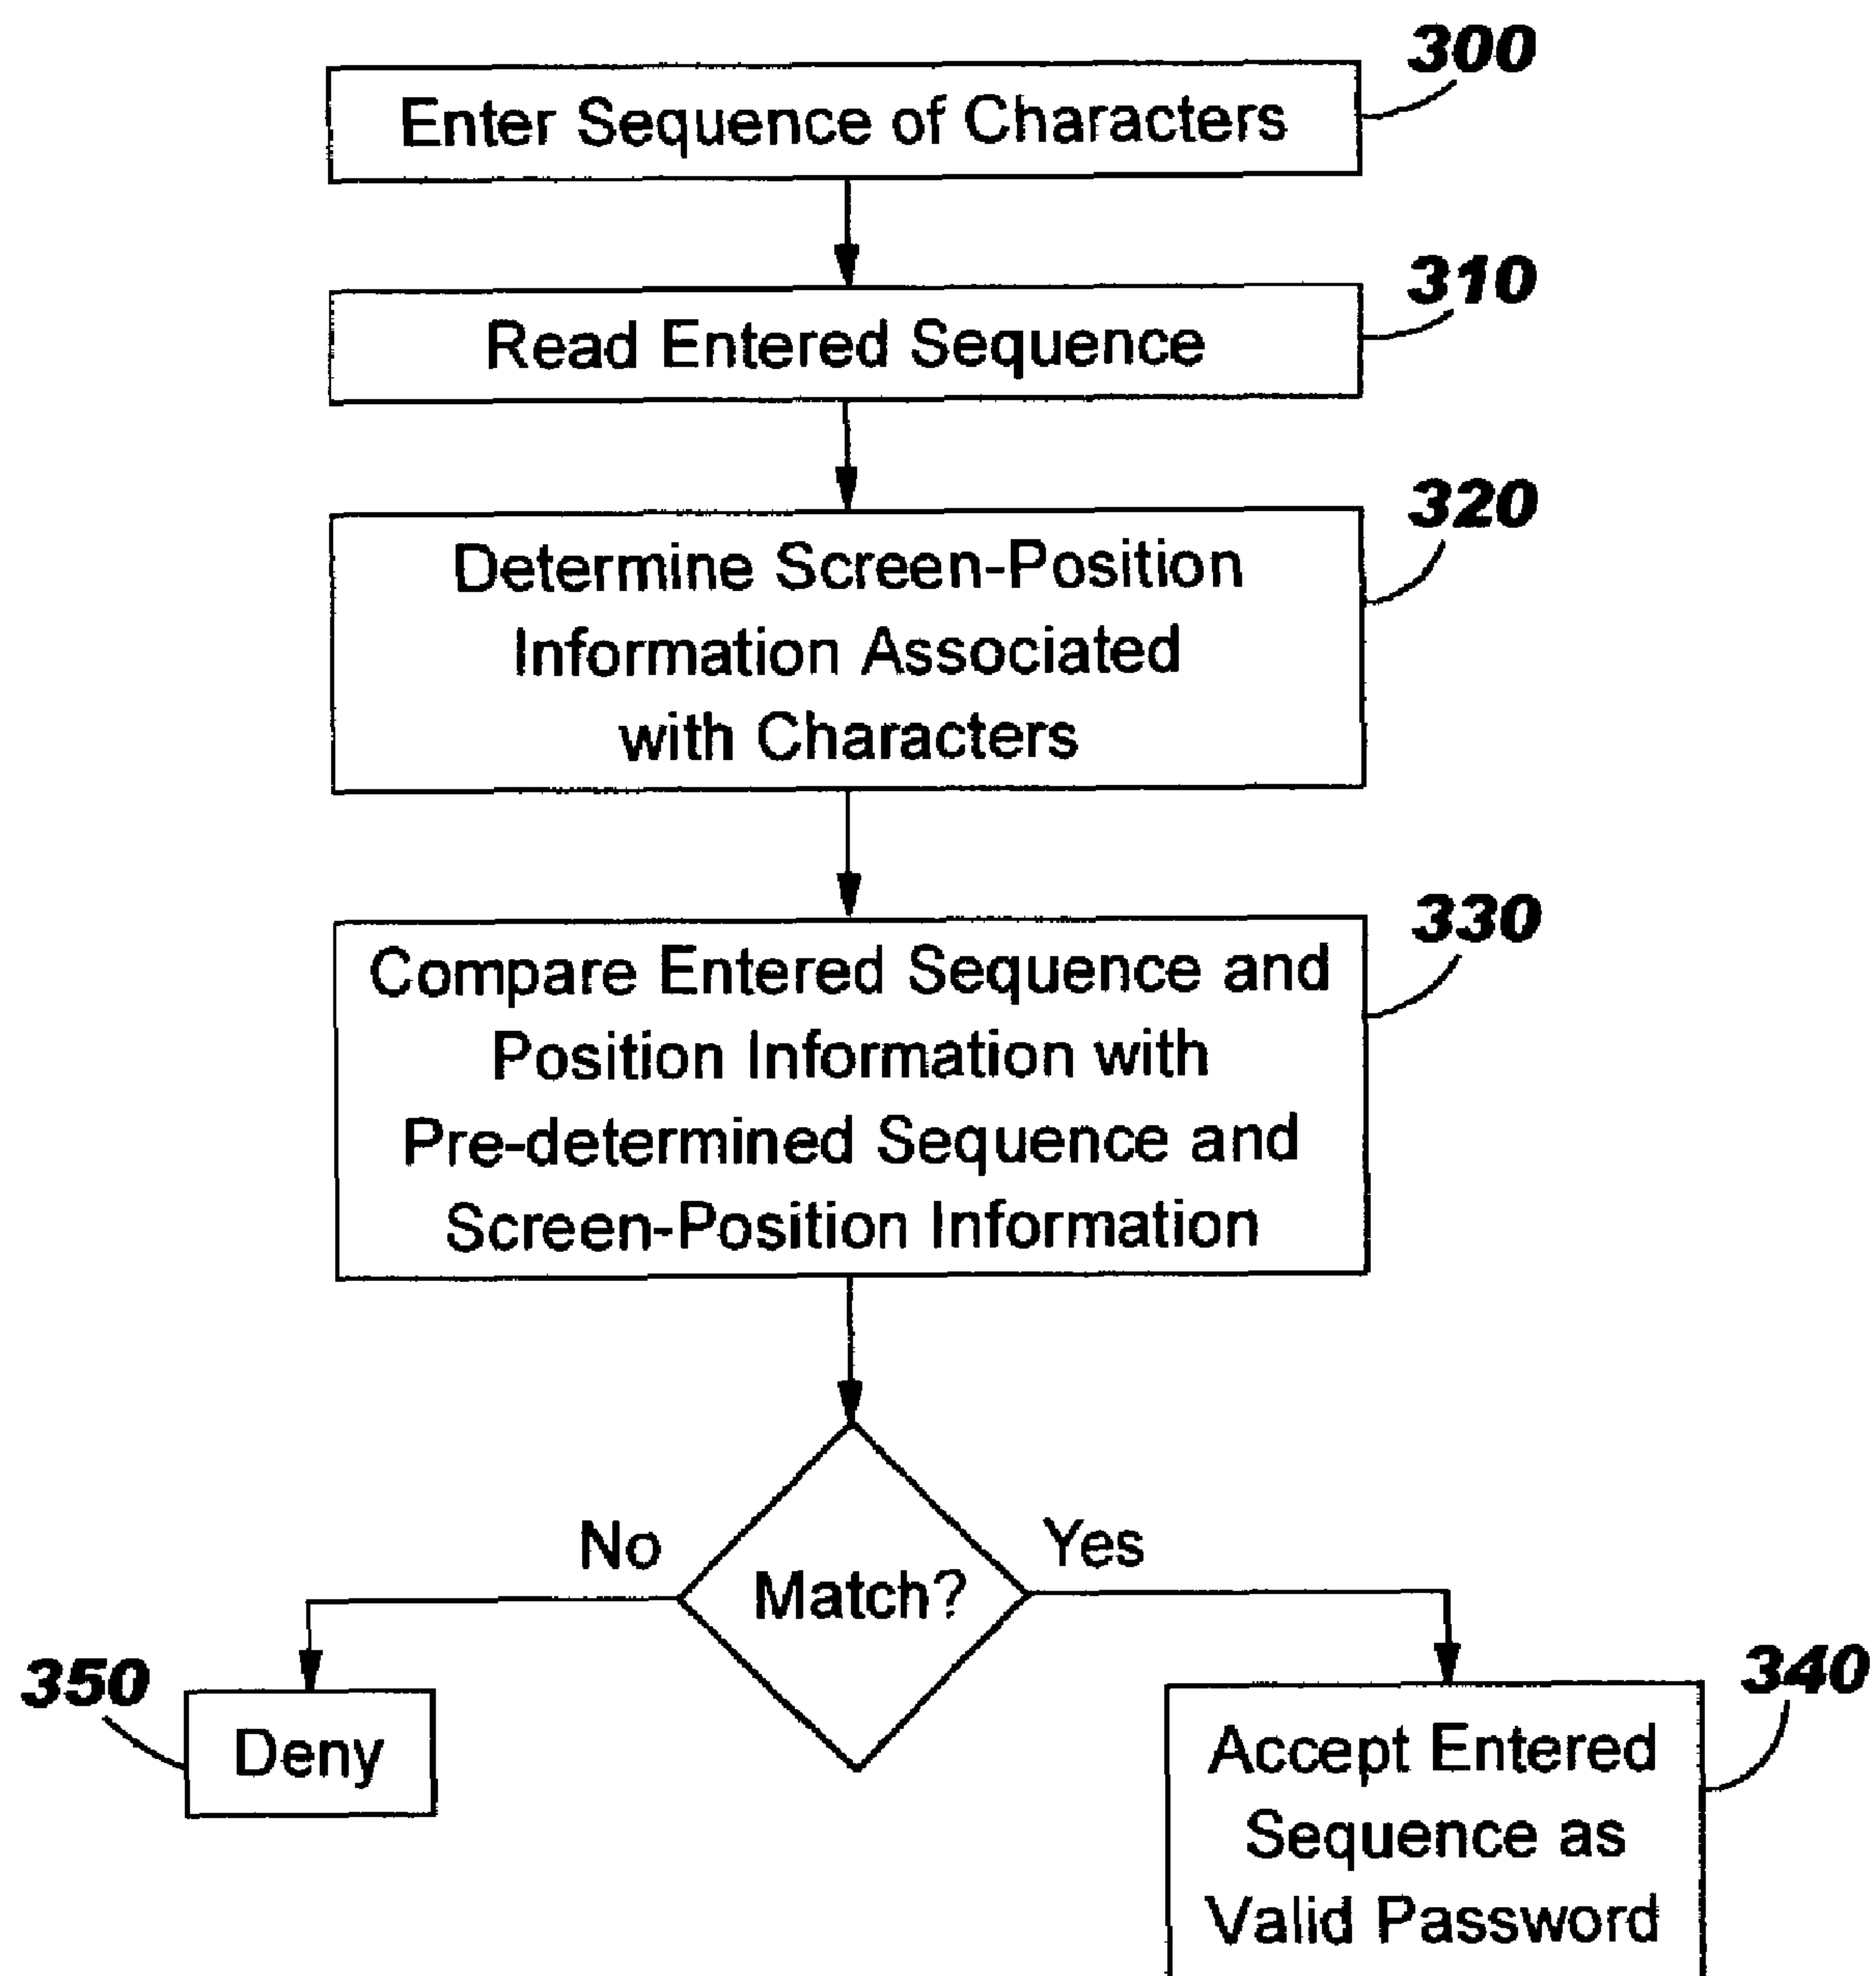 300
Enter Sequence of Characters
310
Read Entered Sequence
320
Determine Screen-Position
Information Associated
with Characters
330
Compare Entered Sequence and
Position Information with
Pre-determined Sequence and
Screen-Position Information
No
Yes
Match?
350
Deny
340
Accept Entered
Sequence as
Valid Password